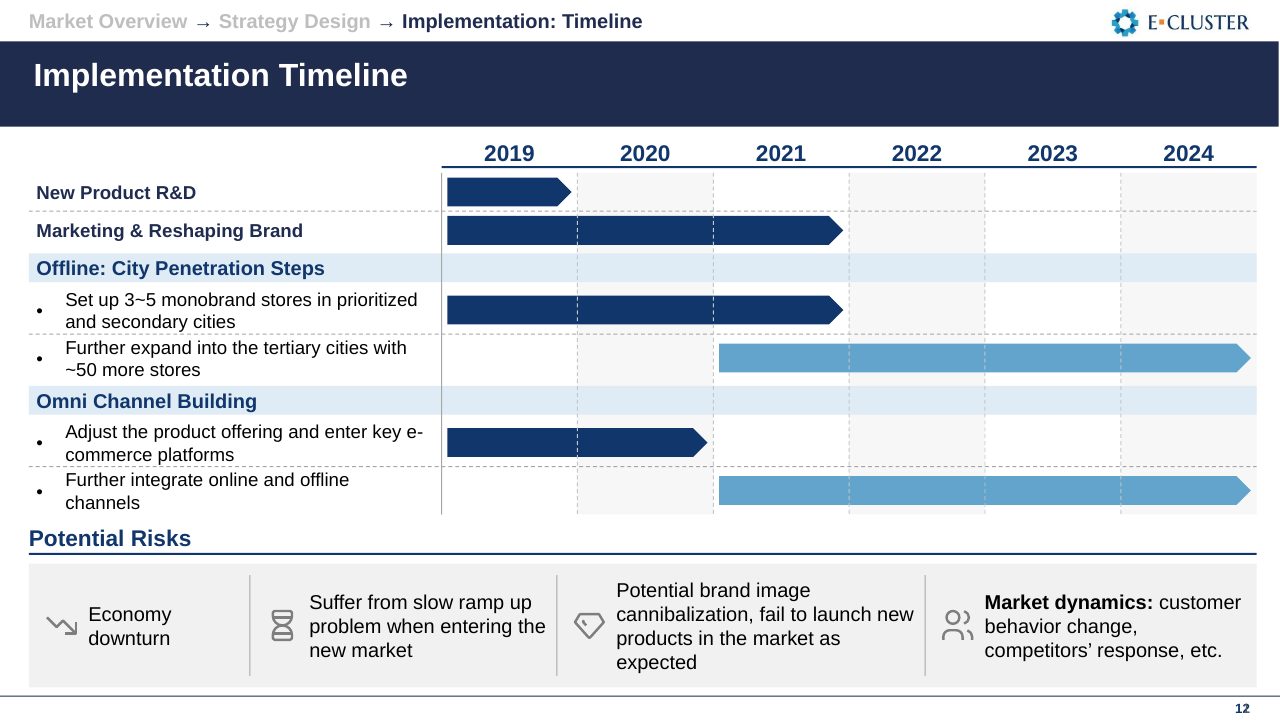 Market Overview → Strategy Design → Implementation: Timeline
E·CLUSTER
Implementation Timeline
2019 2020 2021 2022 2023 2024
New Product R&D
Marketing & Reshaping Brand
Offline: City Penetration Steps
• Set up 3~5 monobrand stores in prioritized
and secondary cities
• Further expand into the tertiary cities with
~50 more stores
Omni Channel Building
• Adjust the product offering and enter key e-
commerce platforms
• Further integrate online and offline
channels
Potential Risks
Economy
downturn
Suffer from slow ramp up
problem when entering the
new market
Potential brand image
cannibalization, fail to launch new
products in the market as
expected
Market dynamics: customer
behavior change,
competitors’ response, etc.